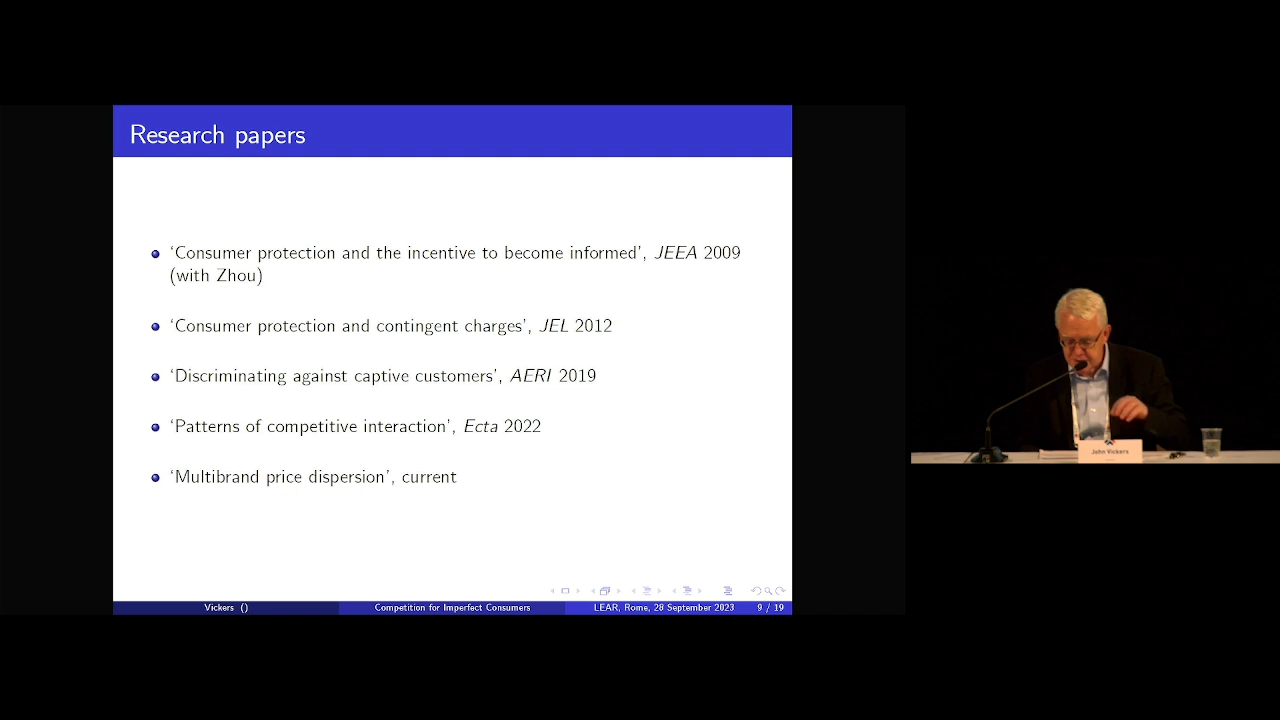 Research papers
‘Consumer protection and the incentive to become informed’, JEEA 2009
(with Zhou)
‘Consumer protection and contingent charges’, JEL 2012
‘Discriminating against captive customers’, AERI 2019
‘Patterns of competitive interaction’, Ecta 2022
‘Multibrand price dispersion’, current
Vickers ()
Competition for Imperfect Consumers
LEAR, Rome, 28 September 2023
9 / 19
John Vickers